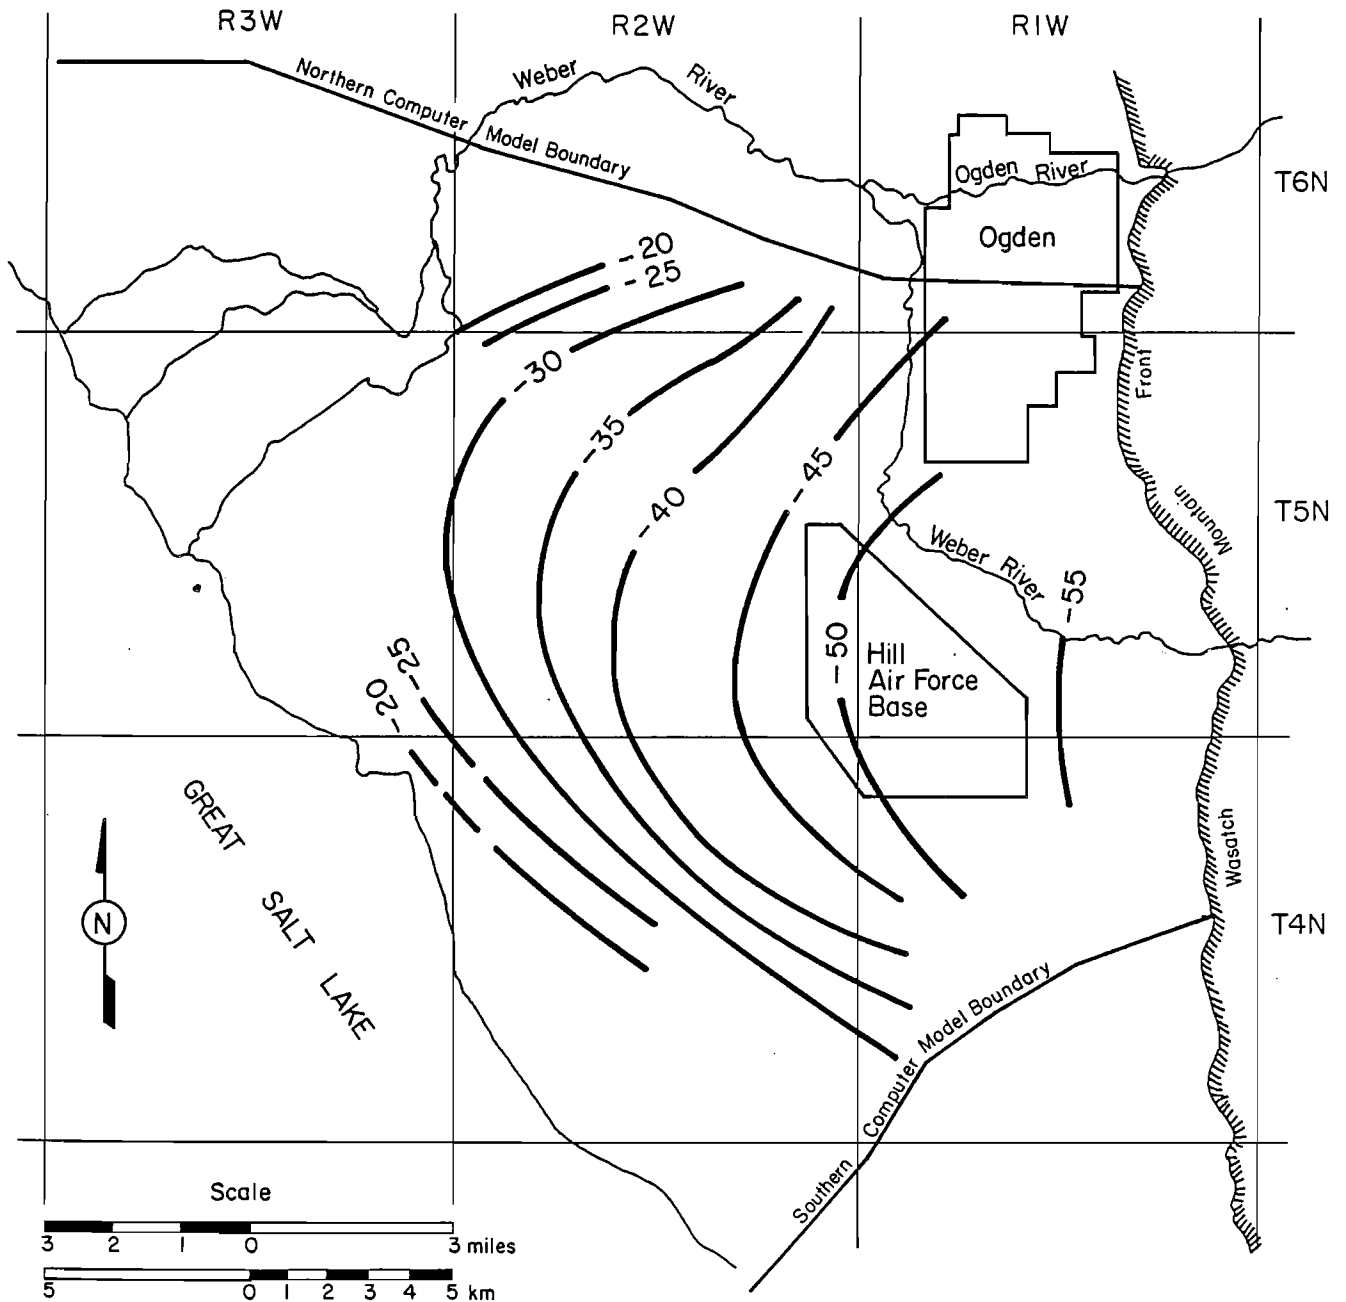 R3W
R2W
R1W
Northern Computer Model Boundary
Weber River
T6N
Ogden River
Ogden
-20
-25
-30
-35
-40
-45
Front
Mountain
T5N
Weber River
-55
-50
Hill
Air Force
Base
-25
-20
GREAT
SALT
LAKE
N
Wasatch
T4N
Southern Computer Model Boundary
Scale
3 2 1 0 3 miles
5 0 1 2 3 4 5 km